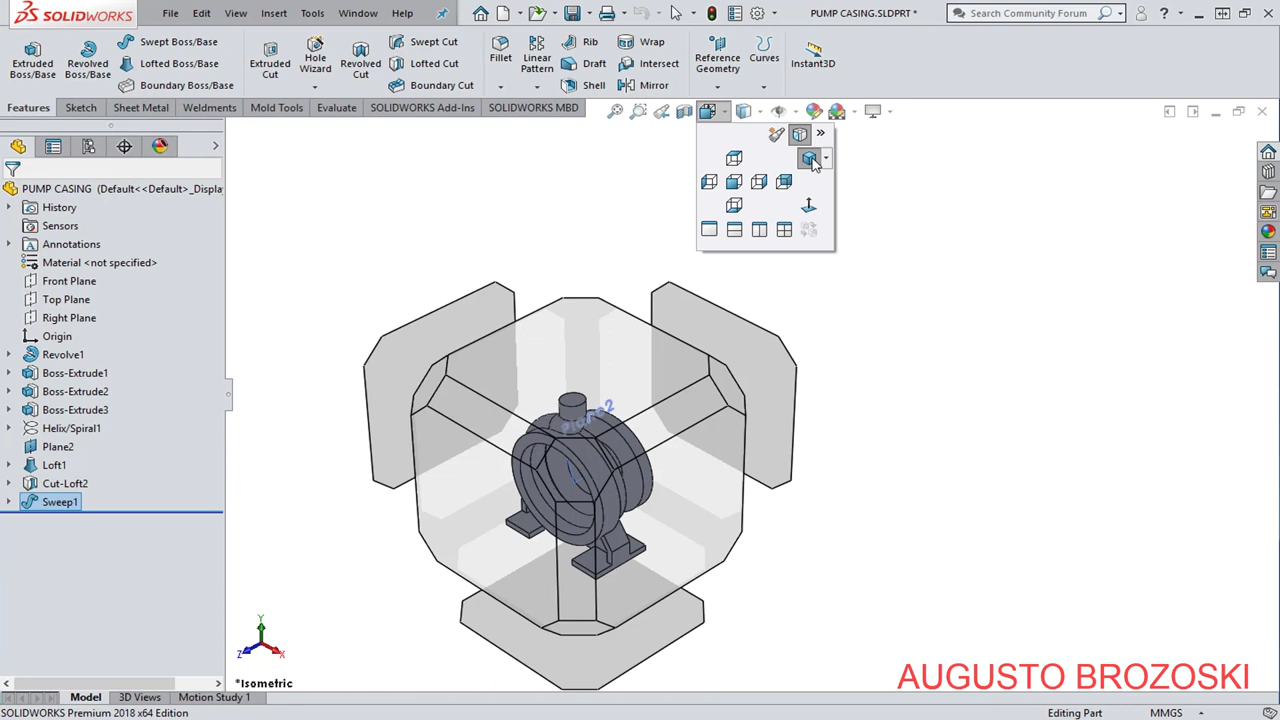 SOLIDWORKS File Edit View Insert Tools Window Help PUMP CASING.SLDPRT * Search Community Forum
Extruded Boss/Base Revolved Boss/Base Swept Boss/Base Lofted Boss/Base Boundary Boss/Base Extruded Cut Hole Wizard Revolved Cut Swept Cut Lofted Cut Boundary Cut Fillet Linear Pattern Rib Draft Shell Wrap Intersect Mirror Reference Geometry Curves Instant3D
Features Sketch Sheet Metal Weldments Mold Tools Evaluate SOLIDWORKS Add-Ins SOLIDWORKS MBD
PUMP CASING (Default<<Default>_Display
History
Sensors
Annotations
Material <not specified>
Front Plane
Top Plane
Right Plane
Origin
Revolve1
Boss-Extrude1
Boss-Extrude2
Boss-Extrude3
Helix/Spiral1
Plane2
Loft1
Cut-Loft2
Sweep1
Plane2
Y
Z X
*Isometric
AUGUSTO BROZOSKI
Model 3D Views Motion Study 1
SOLIDWORKS Premium 2018 x64 Edition Editing Part MMGS